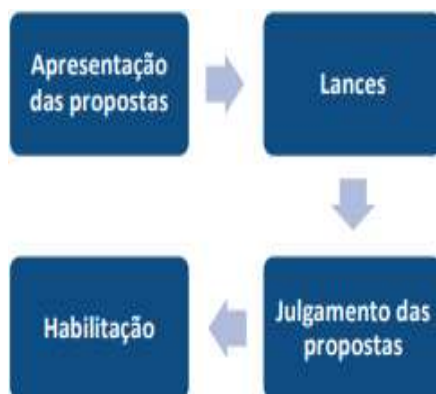 Apresentação
das propostas
Lances
Julgamento das
propostas
Habilitação